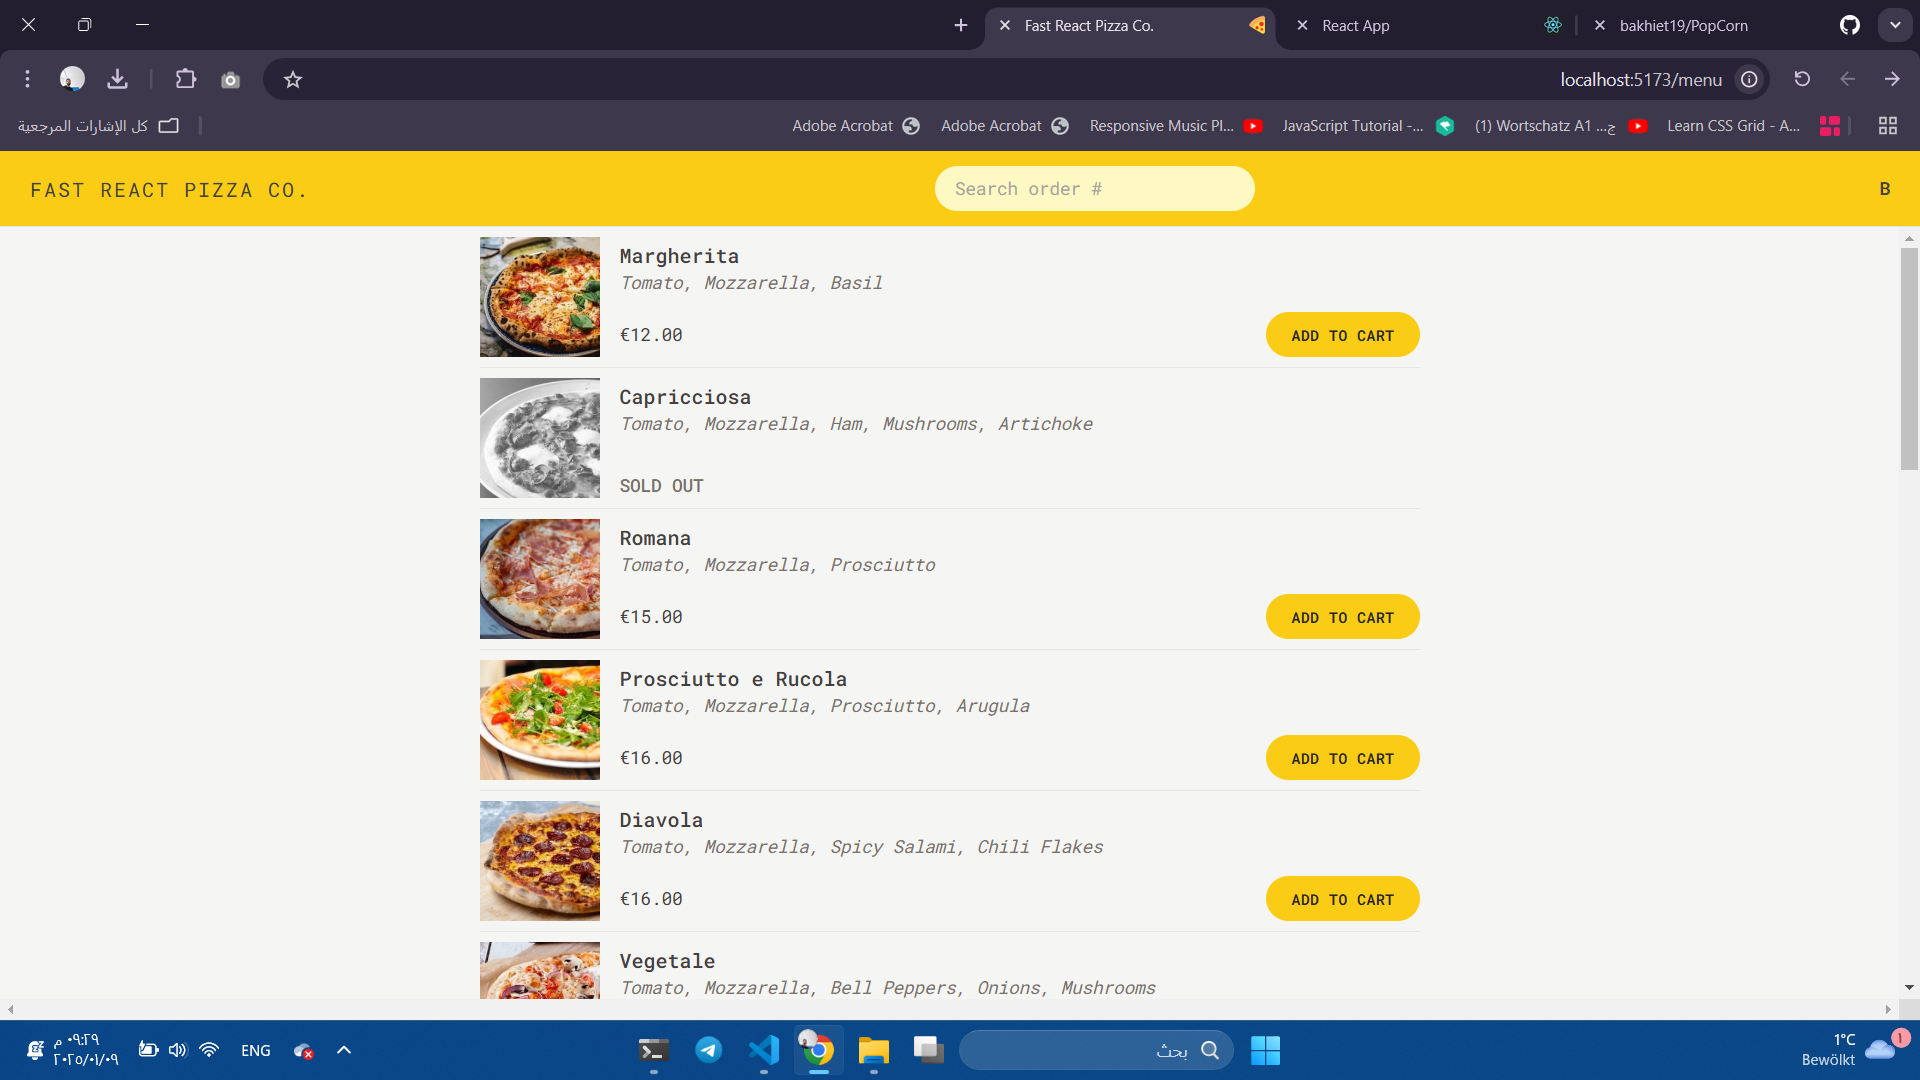 Fast React Pizza Co.
React App
bakhiet19/PopCorn
localhost:5173/menu
كل الإشارات المرجعية
Adobe Acrobat
Adobe Acrobat
Responsive Music Pl...
JavaScript Tutorial -...
(1) Wortschatz A1 ...ح
Learn CSS Grid - A...
FAST REACT PIZZA CO.
Search order #
B
Margherita
Tomato, Mozzarella, Basil
€12.00
ADD TO CART
Capricciosa
Tomato, Mozzarella, Ham, Mushrooms, Artichoke
SOLD OUT
Romana
Tomato, Mozzarella, Prosciutto
€15.00
ADD TO CART
Prosciutto e Rucola
Tomato, Mozzarella, Prosciutto, Arugula
€16.00
ADD TO CART
Diavola
Tomato, Mozzarella, Spicy Salami, Chili Flakes
€16.00
ADD TO CART
Vegetale
Tomato, Mozzarella, Bell Peppers, Onions, Mushrooms
٠٩:٢٩ م
٢٠٢٥/٠١/٠٩
ENG
بحث
1°C
Bewölkt
١